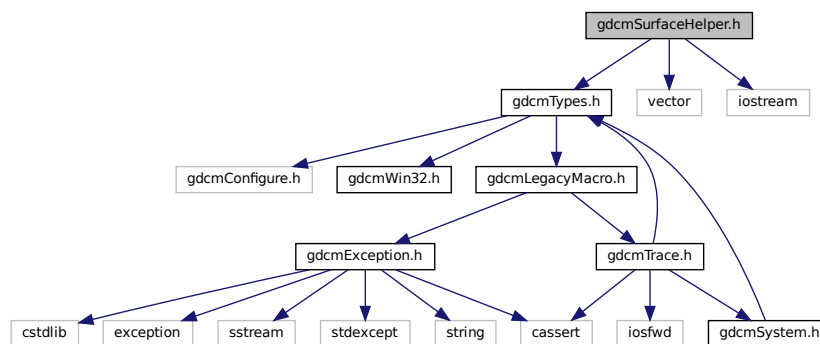 gdcmSurfaceHelper.h
gdcmTypes.h
vector
iostream
gdcmConfigure.h
gdcmWin32.h
gdcmLegacyMacro.h
gdcmException.h
gdcmTrace.h
cstdlib
exception
sstream
stdexcept
string
cassert
iosfwd
gdcmSystem.h